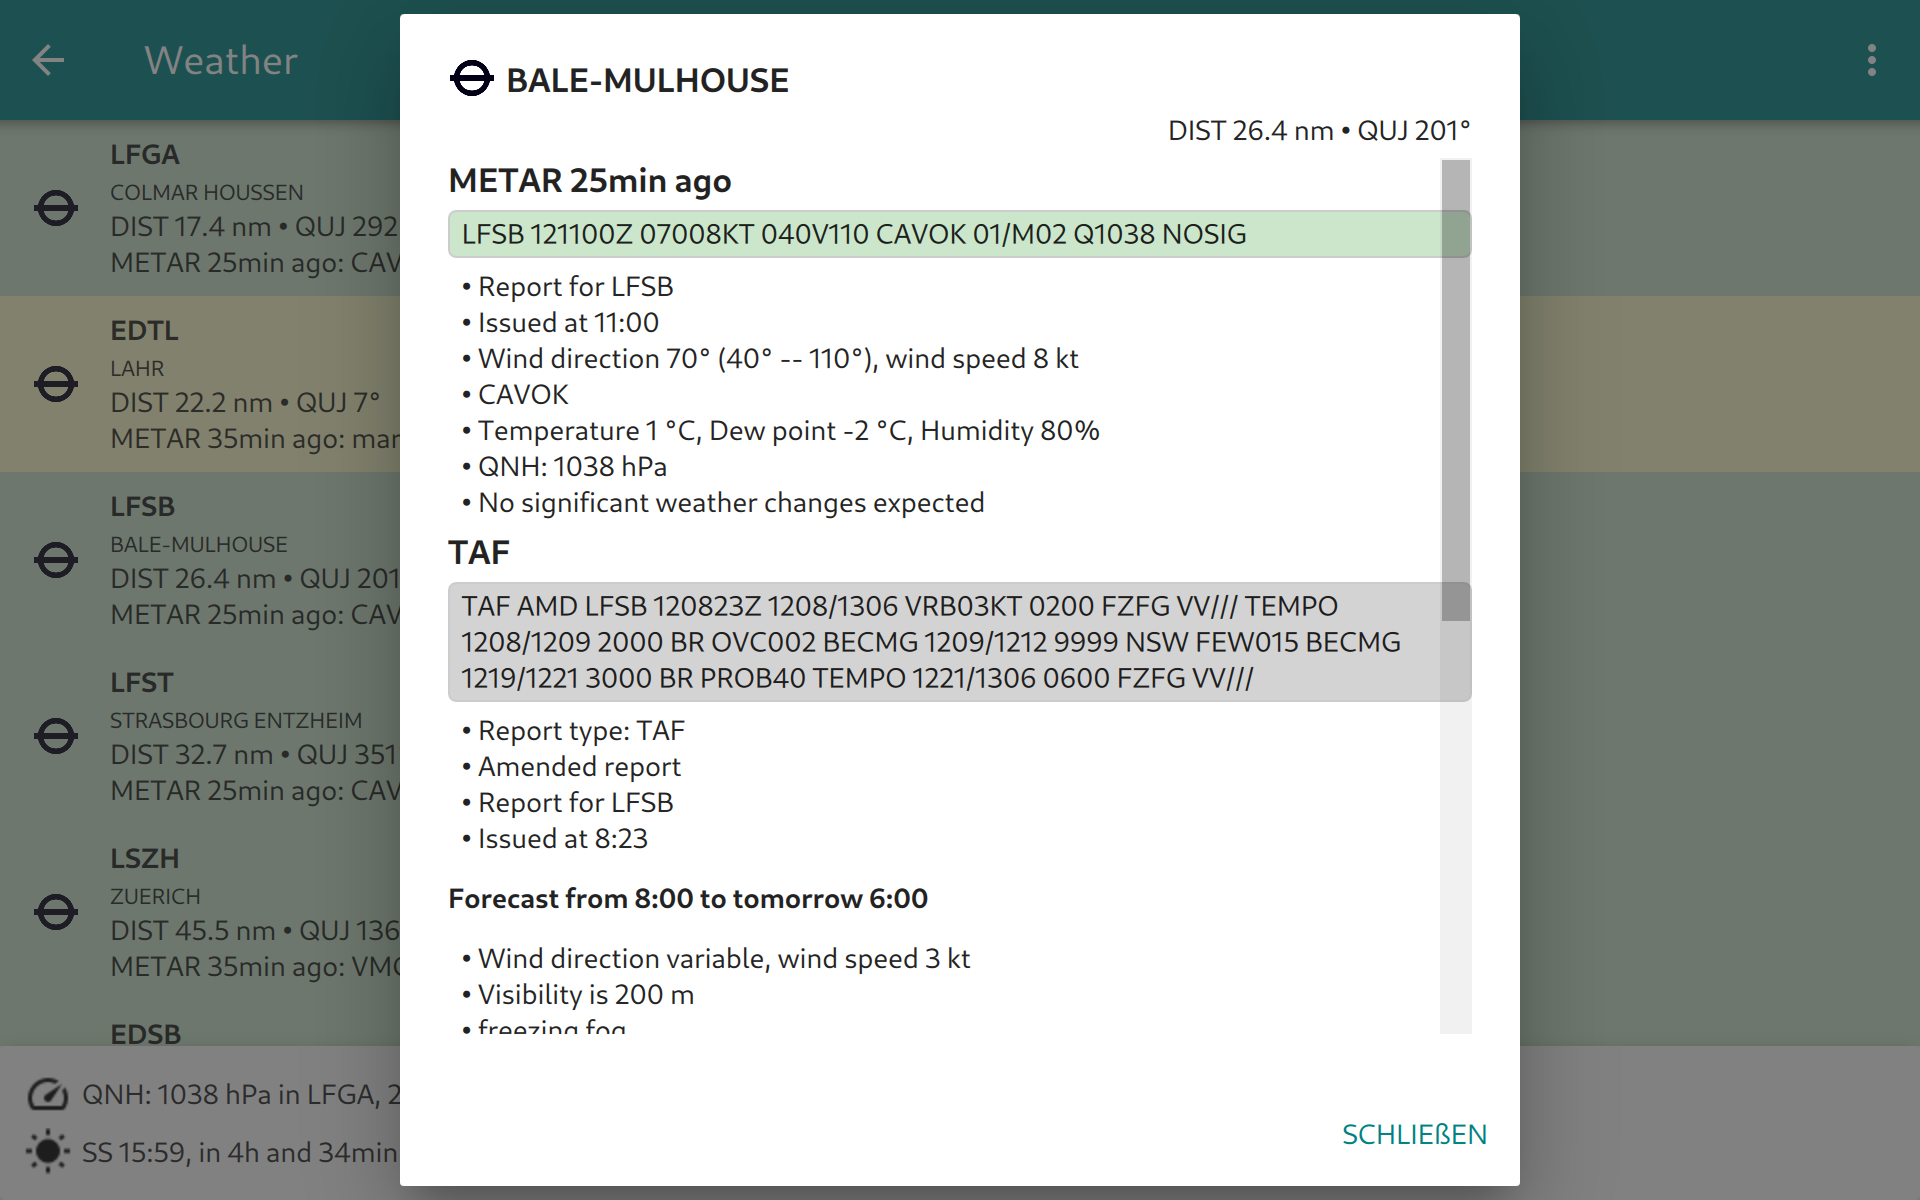 Weather
LFGA
COLMAR HOUSSEN
DIST 17.4 nm • QUJ 292
METAR 25min ago: CAV
EDTL
LAHR
DIST 22.2 nm • QUJ 7°
METAR 35min ago: mar
LFSB
BALE-MULHOUSE
DIST 26.4 nm • QUJ 201
METAR 25min ago: CAV
LFST
STRASBOURG ENTZHEIM
DIST 32.7 nm • QUJ 351
METAR 25min ago: CAV
LSZH
ZUERICH
DIST 45.5 nm • QUJ 136
METAR 35min ago: VMC
EDSB
QNH: 1038 hPa in LFGA, 2
SS 15:59, in 4h and 34min
BALE-MULHOUSE
DIST 26.4 nm • QUJ 201°
METAR 25min ago
LFSB 121100Z 07008KT 040V110 CAVOK 01/M02 Q1038 NOSIG
• Report for LFSB
• Issued at 11:00
• Wind direction 70° (40° -- 110°), wind speed 8 kt
• CAVOK
• Temperature 1 °C, Dew point -2 °C, Humidity 80%
• QNH: 1038 hPa
• No significant weather changes expected
TAF
TAF AMD LFSB 120823Z 1208/1306 VRB03KT 0200 FZFG VV/// TEMPO
1208/1209 2000 BR OVC002 BECMG 1209/1212 9999 NSW FEW015 BECMG
1219/1221 3000 BR PROB40 TEMPO 1221/1306 0600 FZFG VV///
• Report type: TAF
• Amended report
• Report for LFSB
• Issued at 8:23
Forecast from 8:00 to tomorrow 6:00
• Wind direction variable, wind speed 3 kt
• Visibility is 200 m
• freezing fog
SCHLIEßEN